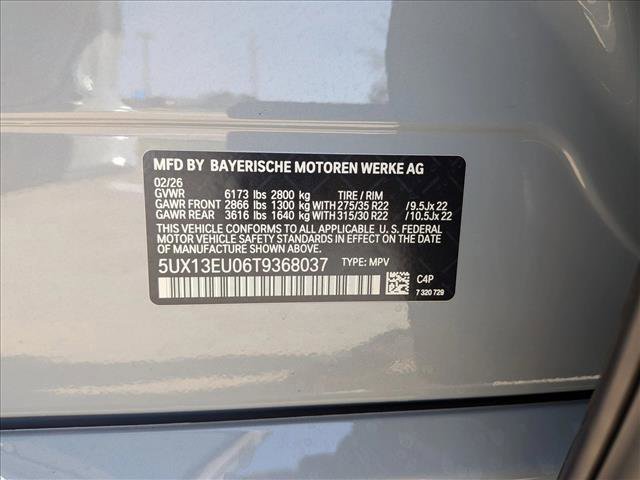 MFD BY BAYERISCHE MOTOREN WERKE AG
02/26
GVWR 6173 lbs 2800 kg TIRE / RIM
GAWR FRONT 2866 lbs 1300 kg WITH 275/35 R22 / 9.5J x 22
GAWR REAR 3616 lbs 1640 kg WITH 315/30 R22 / 10.5J x 22
THIS VEHICLE CONFORMS TO ALL APPLICABLE U. S. FEDERAL
MOTOR VEHICLE SAFETY STANDARDS IN EFFECT ON THE DATE
OF MANUFACTURE SHOWN ABOVE.
5UX13EU06T9368037 TYPE: MPV
C4P
7 320 729